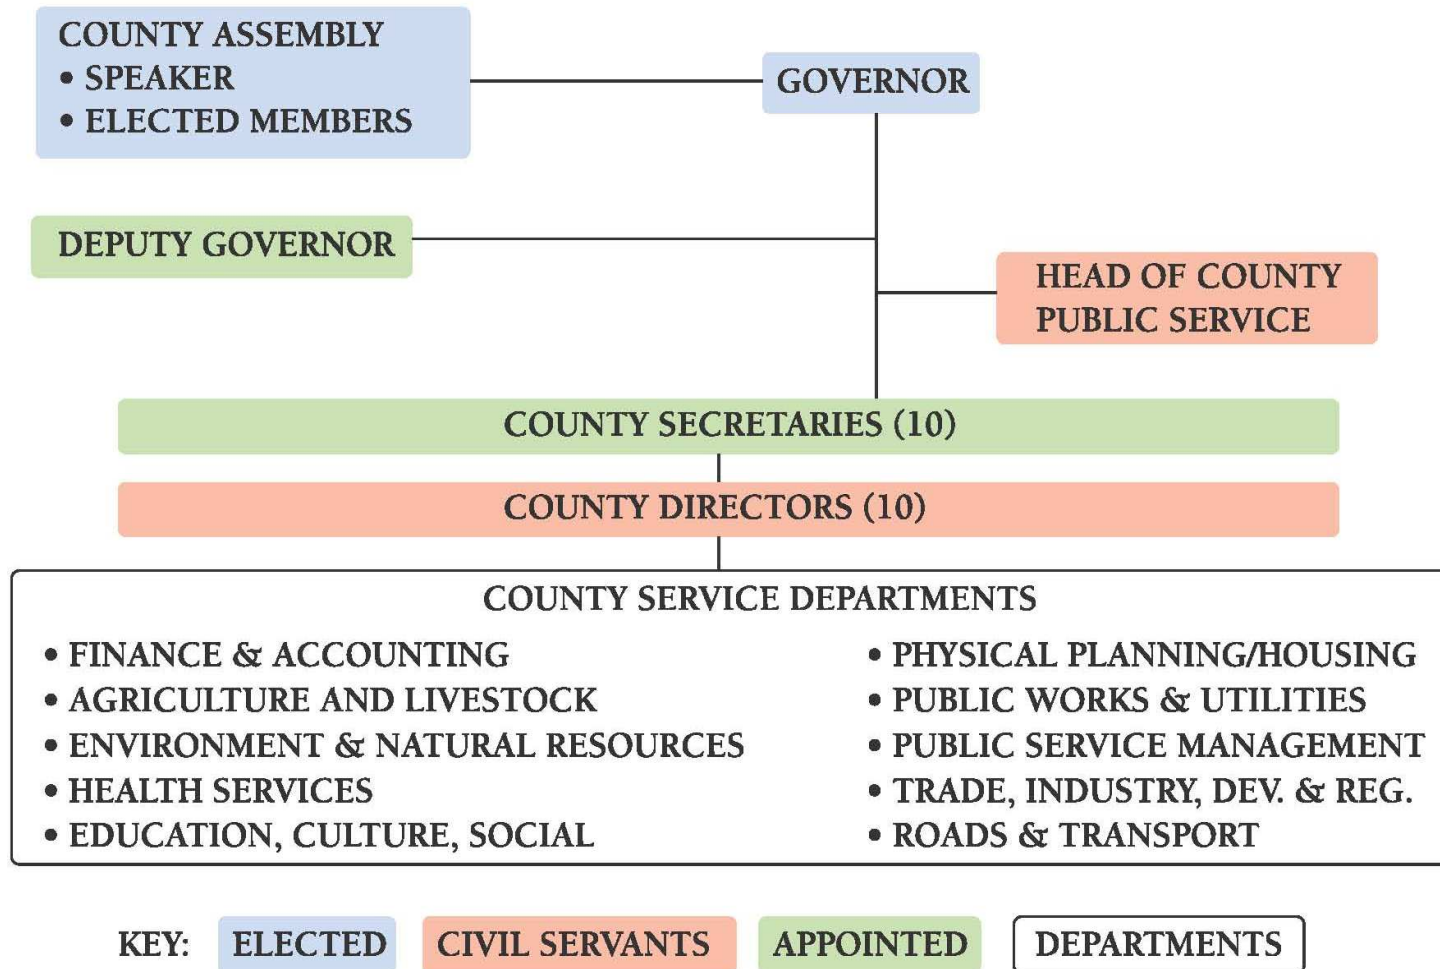 COUNTY ASSEMBLY
• SPEAKER
• ELECTED MEMBERS
GOVERNOR
DEPUTY GOVERNOR
HEAD OF COUNTY
PUBLIC SERVICE
COUNTY SECRETARIES (10)
COUNTY DIRECTORS (10)
COUNTY SERVICE DEPARTMENTS
• FINANCE & ACCOUNTING
• AGRICULTURE AND LIVESTOCK
• ENVIRONMENT & NATURAL RESOURCES
• HEALTH SERVICES
• EDUCATION, CULTURE, SOCIAL
• PHYSICAL PLANNING/HOUSING
• PUBLIC WORKS & UTILITIES
• PUBLIC SERVICE MANAGEMENT
• TRADE, INDUSTRY, DEV. & REG.
• ROADS & TRANSPORT
KEY: ELECTED CIVIL SERVANTS APPOINTED DEPARTMENTS